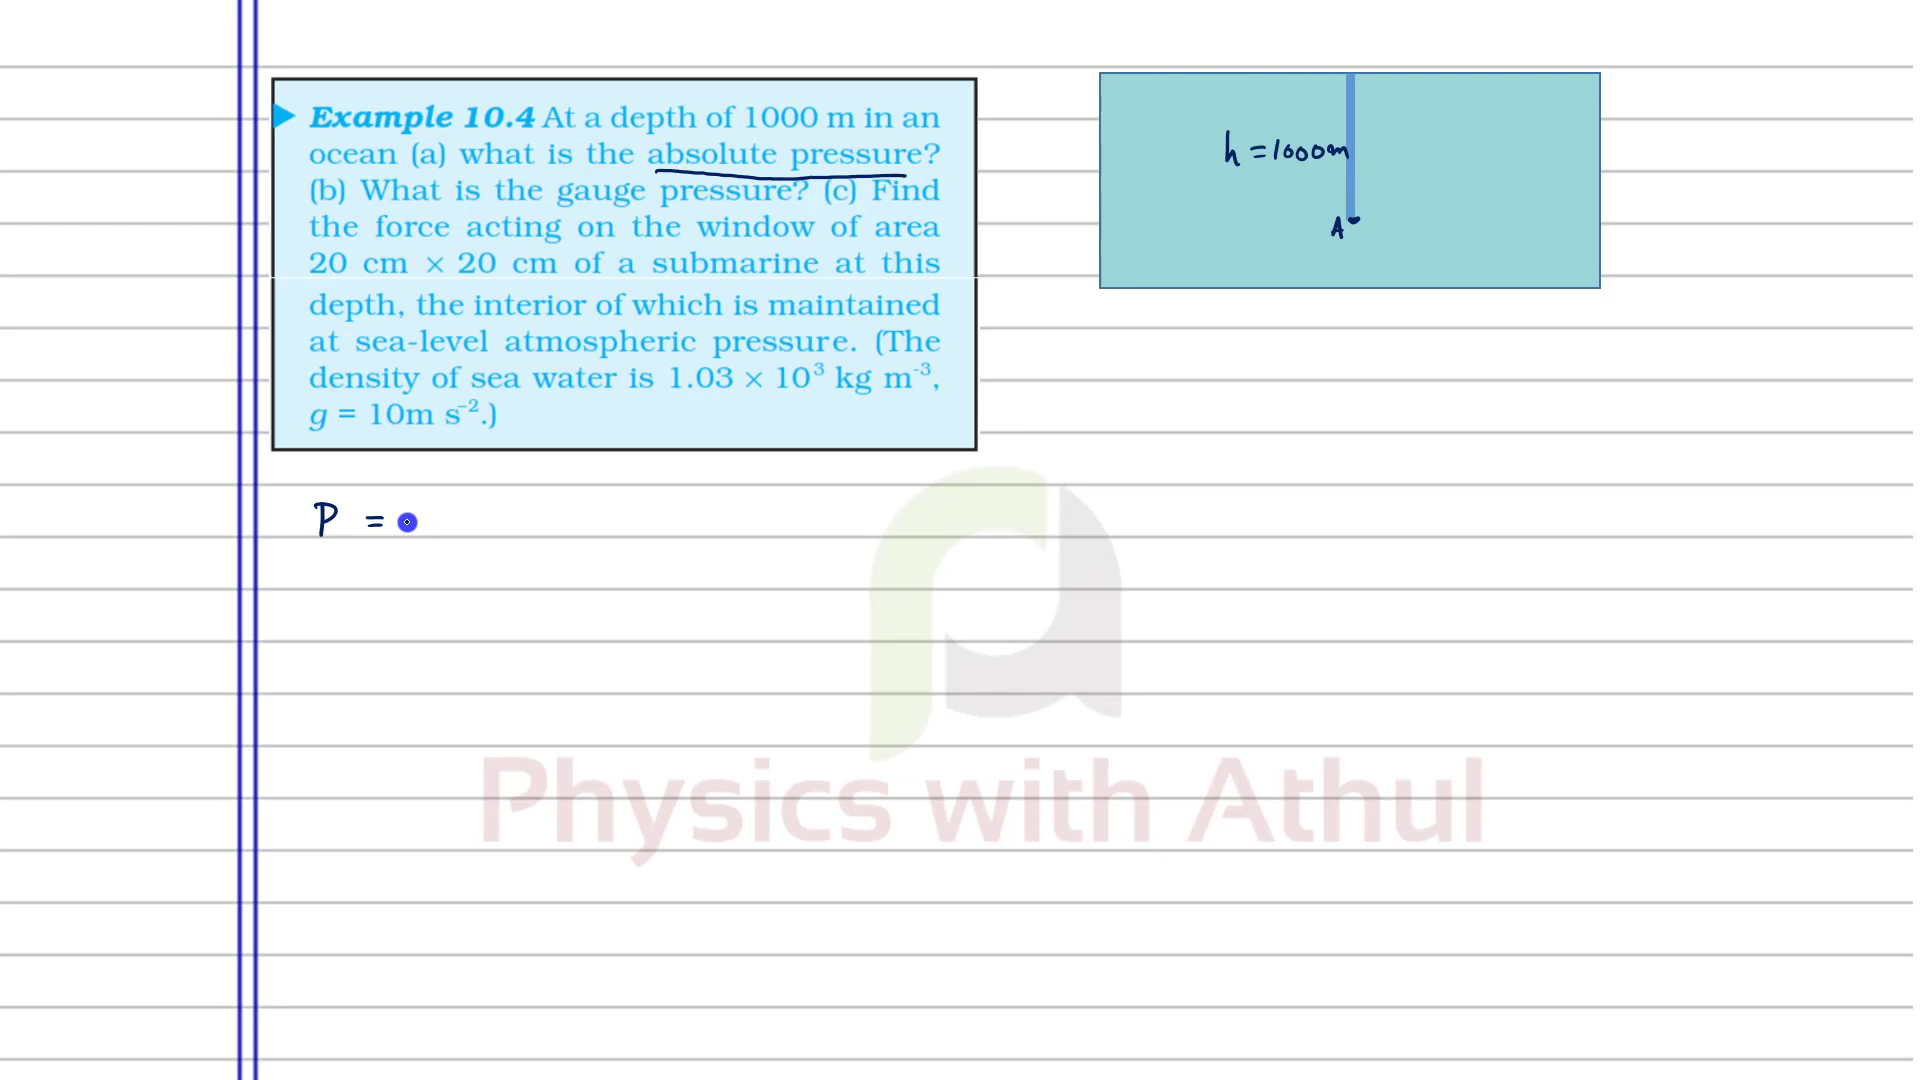 Example 10.4 At a depth of 1000 m in an
ocean (a) what is the absolute pressure?
(b) What is the gauge pressure? (c) Find
the force acting on the window of area
20 cm × 20 cm of a submarine at this
depth, the interior of which is maintained
at sea-level atmospheric pressure. (The
density of sea water is 1.03 × 10³ kg m⁻³,
g = 10m s⁻².)
h = 1000m
A
P =
Physics with Athul